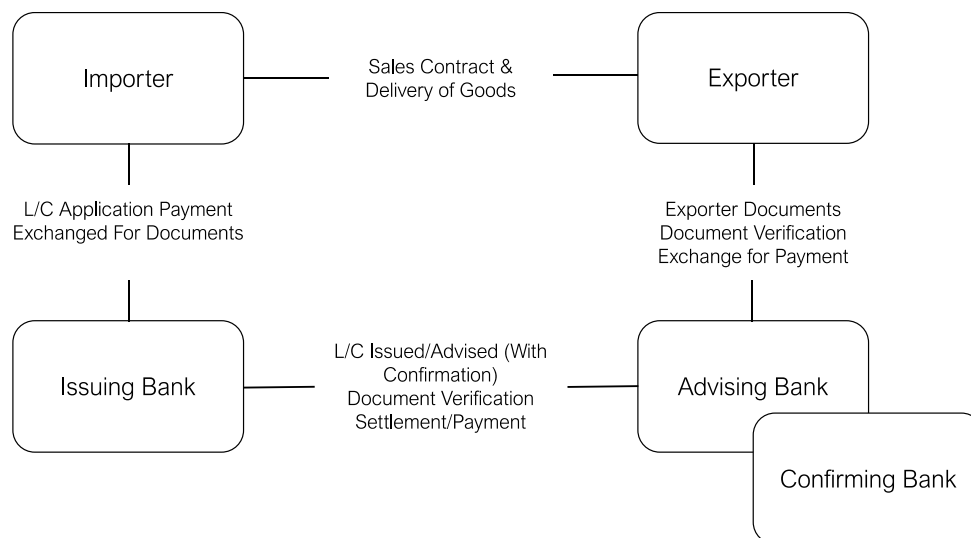 Importer
Sales Contract &
Delivery of Goods
Exporter
L/C Application Payment
Exchanged For Documents
Exporter Documents
Document Verification
Exchange for Payment
Issuing Bank
L/C Issued/Advised (With
Confirmation)
Document Verification
Settlement/Payment
Advising Bank
Confirming Bank